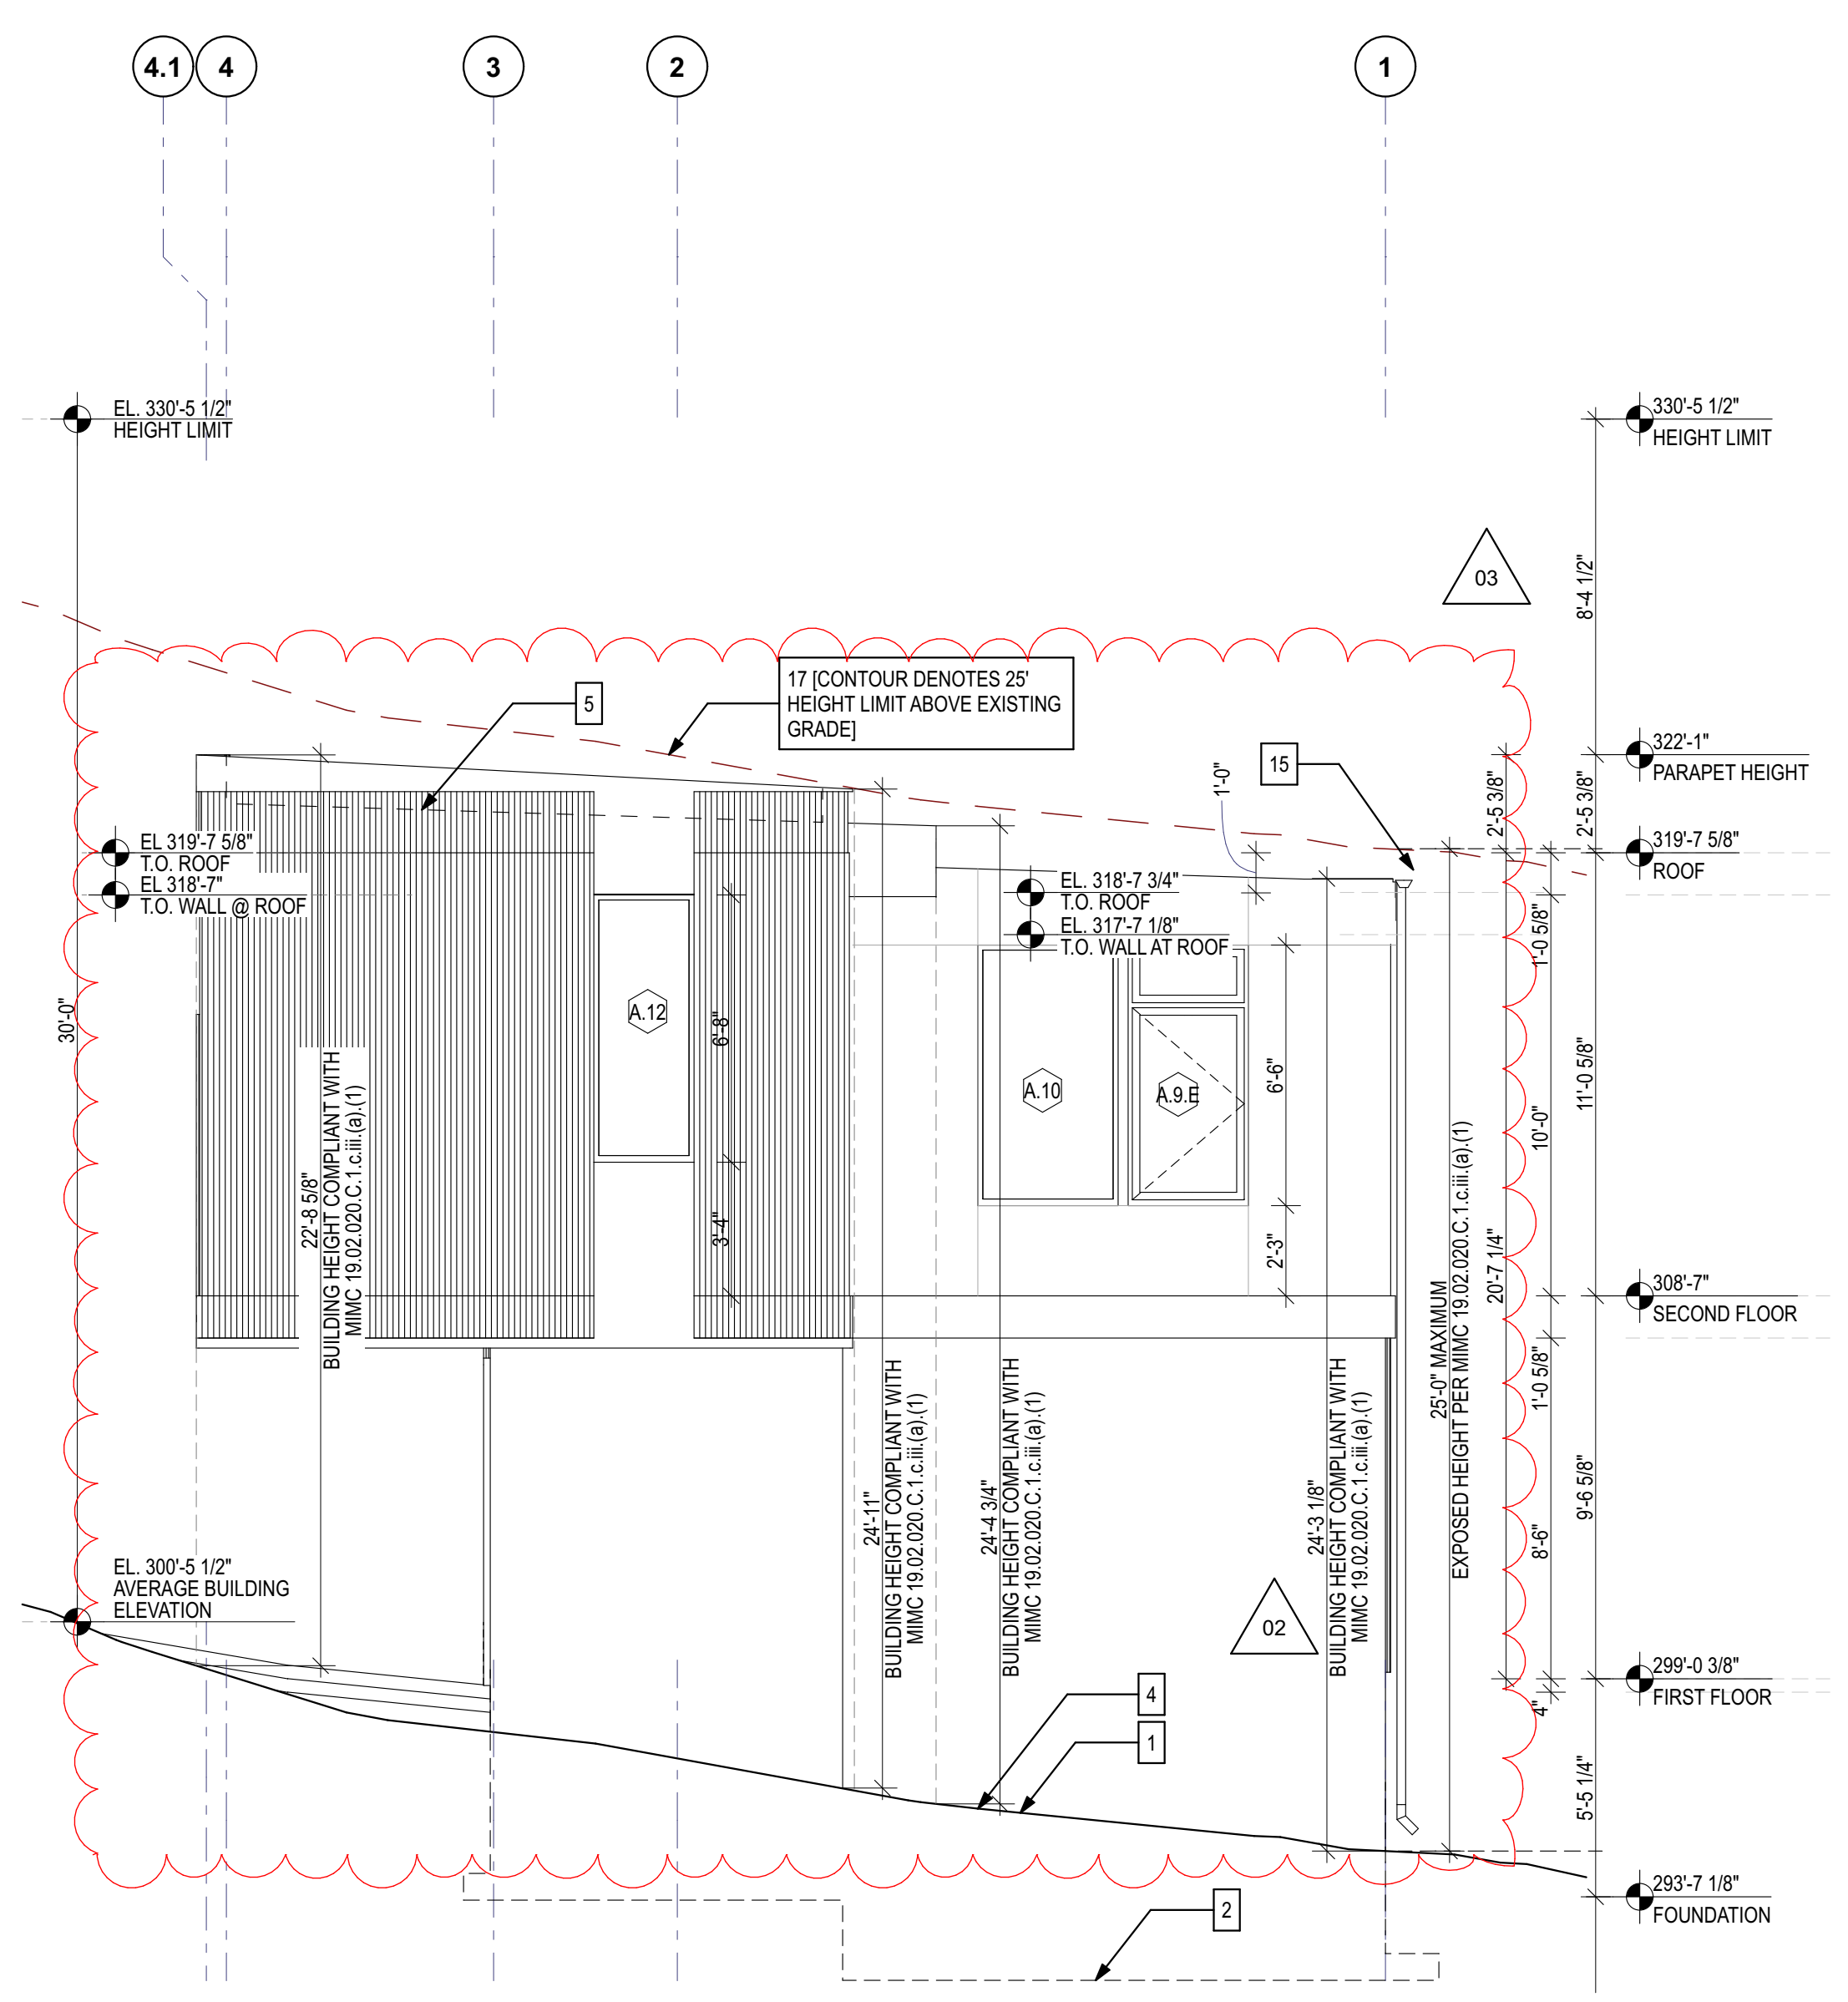 4.1
4
3
2
1
EL. 330'-5 1/2"
HEIGHT LIMIT
330'-5 1/2"
HEIGHT LIMIT
8'-4 1/2"
03
17 [CONTOUR DENOTES 25'
HEIGHT LIMIT ABOVE EXISTING
GRADE]
5
15
1'-0"
322'-1"
PARAPET HEIGHT
2'-5 3/8"
2'-5 3/8"
EL 319'-7 5/8"
T.O. ROOF
EL 318'-7"
T.O. WALL @ ROOF
319'-7 5/8"
ROOF
EL. 318'-7 3/4"
T.O. ROOF
EL. 317'-7 1/8"
T.O. WALL AT ROOF
1'-0 5/8"
30'-0"
A.12
6'-8"
A.10
A.9.E
6'-6"
11'-0 5/8"
10'-0"
22'-8 5/8"
BUILDING HEIGHT COMPLIANT WITH
MIMC 19.02.020.C.1.c.iii.(a).(1)
3'-4"
2'-3"
25'-0" MAXIMUM
EXPOSED HEIGHT PER MIMC 19.02.020.C.1.c.iii.(a).(1)
20'-7 1/4"
308'-7"
SECOND FLOOR
1'-0 5/8"
24'-11"
BUILDING HEIGHT COMPLIANT WITH
MIMC 19.02.020.C.1.c.iii.(a).(1)
24'-4 3/4"
BUILDING HEIGHT COMPLIANT WITH
MIMC 19.02.020.C.1.c.iii.(a).(1)
24'-3 1/8"
BUILDING HEIGHT COMPLIANT WITH
MIMC 19.02.020.C.1.c.iii.(a).(1)
8'-6"
9'-6 5/8"
EL. 300'-5 1/2"
AVERAGE BUILDING
ELEVATION
02
4
1
299'-0 3/8"
FIRST FLOOR
4"
5'-5 1/4"
293'-7 1/8"
FOUNDATION
2